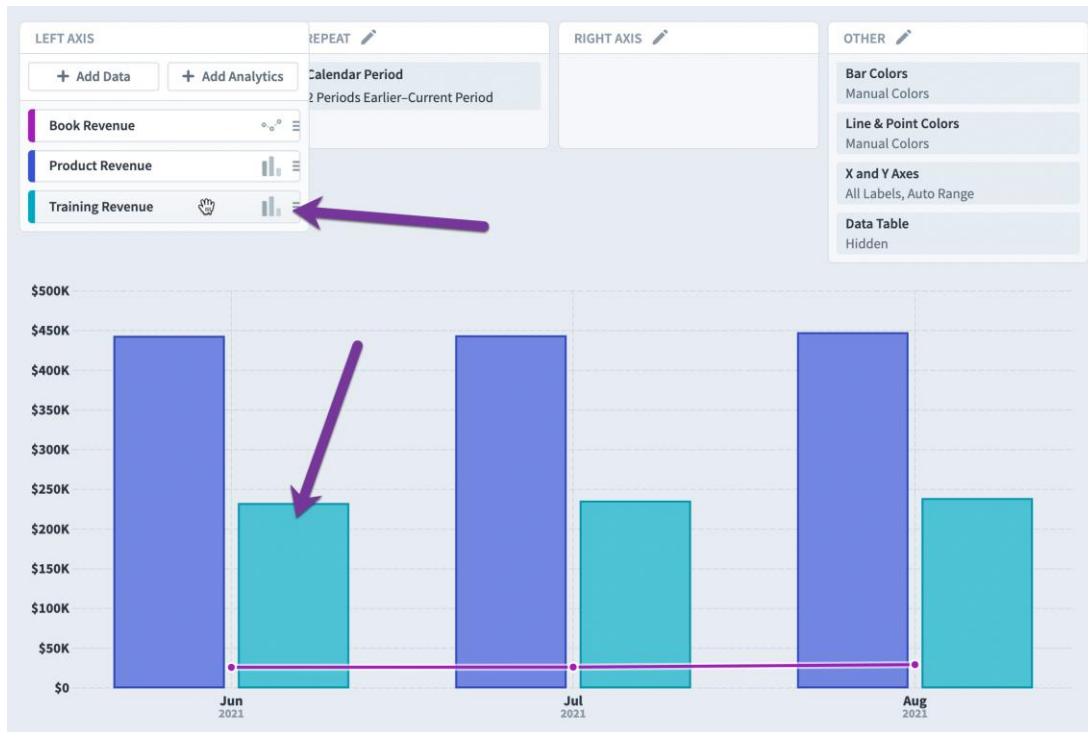 LEFT AXIS
+ Add Data
+ Add Analytics
Book Revenue
Product Revenue
Training Revenue
REPEAT
Calendar Period
2 Periods Earlier–Current Period
RIGHT AXIS
OTHER
Bar Colors
Manual Colors
Line & Point Colors
Manual Colors
X and Y Axes
All Labels, Auto Range
Data Table
Hidden
$500K
$450K
$400K
$350K
$300K
$250K
$200K
$150K
$100K
$50K
$0
Jun
2021
Jul
2021
Aug
2021